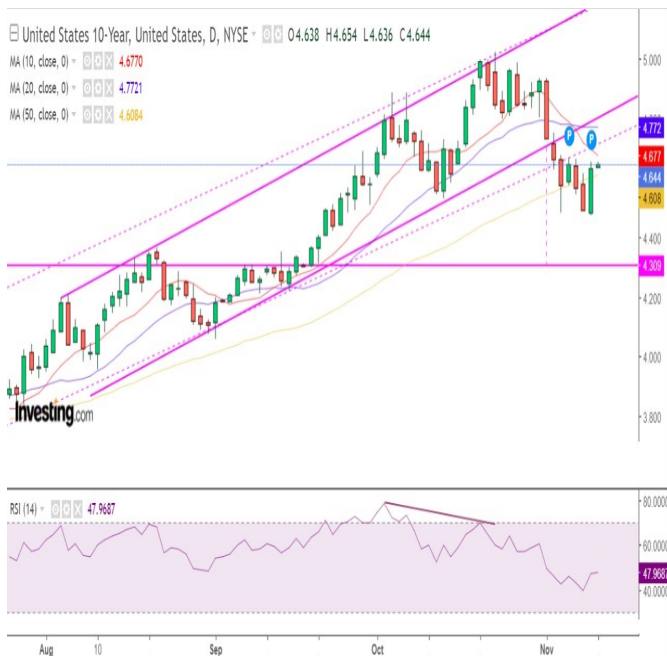 United States 10-Year, United States, D, NYSE O4.638 H4.654 L4.636 C4.644
MA (10, close, 0) 4.6770
MA (20, close, 0) 4.7721
MA (50, close, 0) 4.6084
5.000
4.772
4.677
4.644
4.608
4.400
4.309
4.200
4.000
3.800
P
P
Investing.com
RSI (14) 47.9687
80.0000
60.0000
47.9687
40.0000
Aug 10 Sep Oct Nov